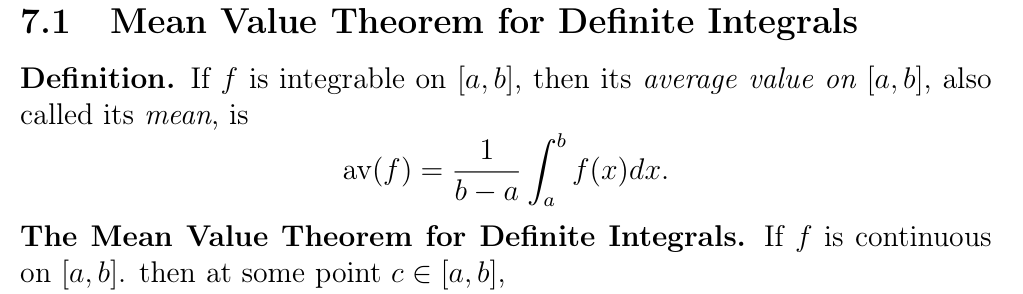 7.1 Mean Value Theorem for Definite Integrals
Definition. If f is integrable on [a, b], then its average value on [a, b], also
called its mean, is
av(f) = \frac{1}{b − a} \int_a^b f(x)dx.
The Mean Value Theorem for Definite Integrals. If f is continuous
on [a, b]. then at some point c ∈ [a, b],